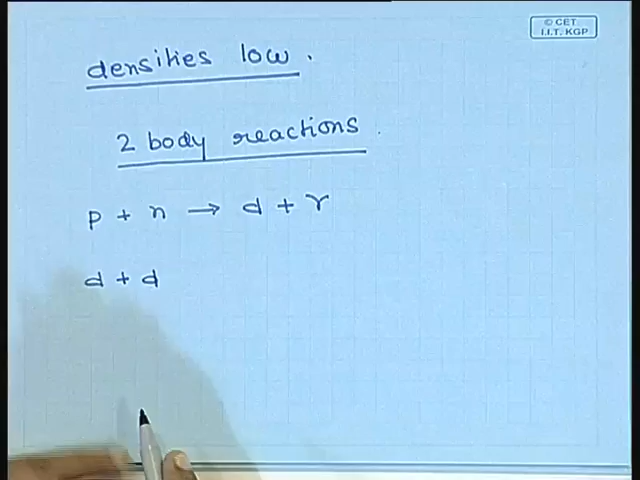 © CET
I.I.T. KGP
densities low.
2 body reactions.
p + n → d + γ
d + d